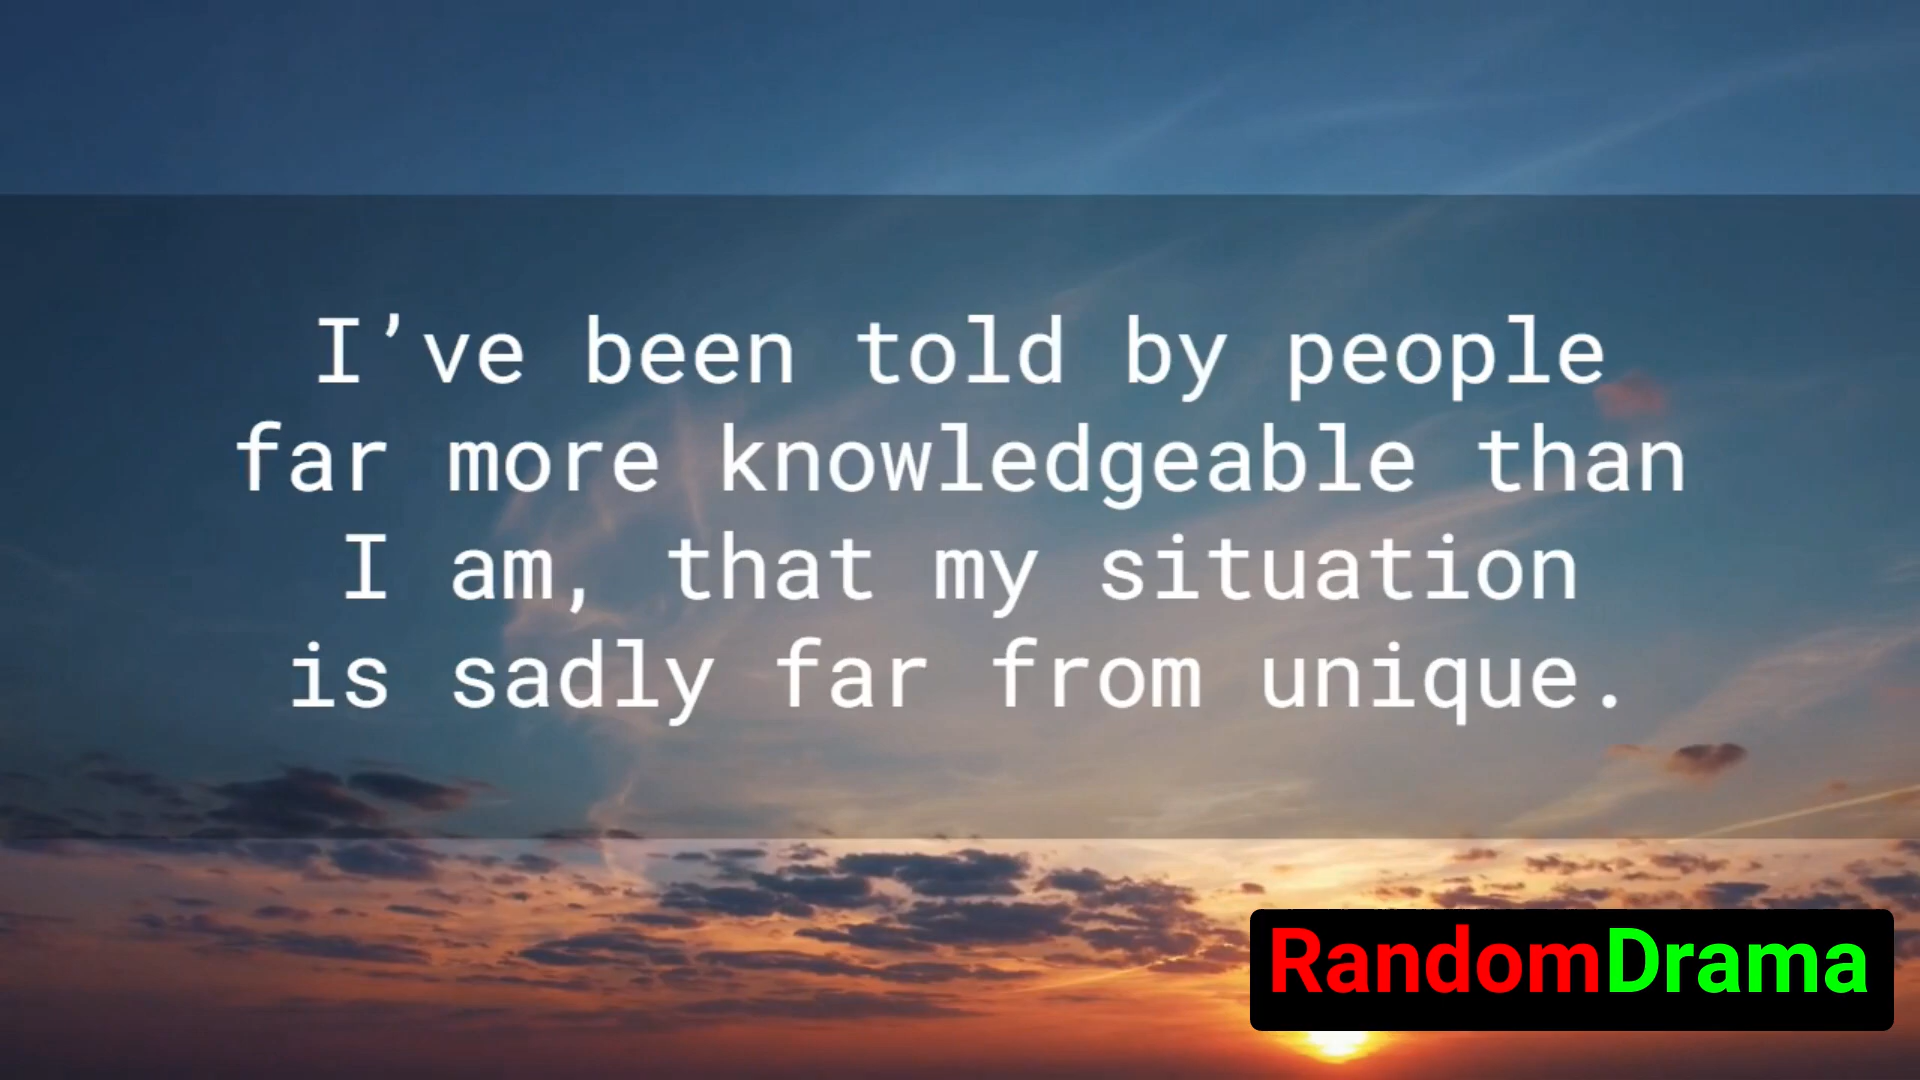 I’ve been told by people
far more knowledgeable than
I am, that my situation
is sadly far from unique.
RandomDrama